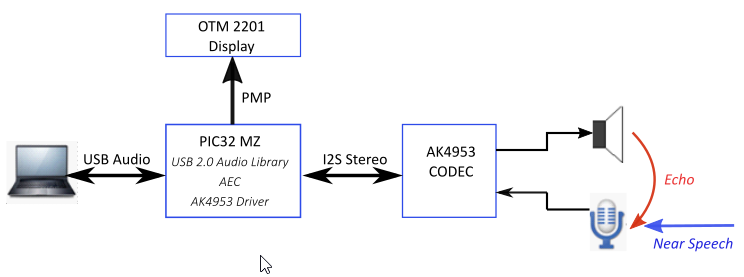 OTM 2201
Display
PMP
USB Audio
PIC32 MZ
USB 2.0 Audio Library
AEC
AK4953 Driver
I2S Stereo
AK4953
CODEC
Echo
Near Speech